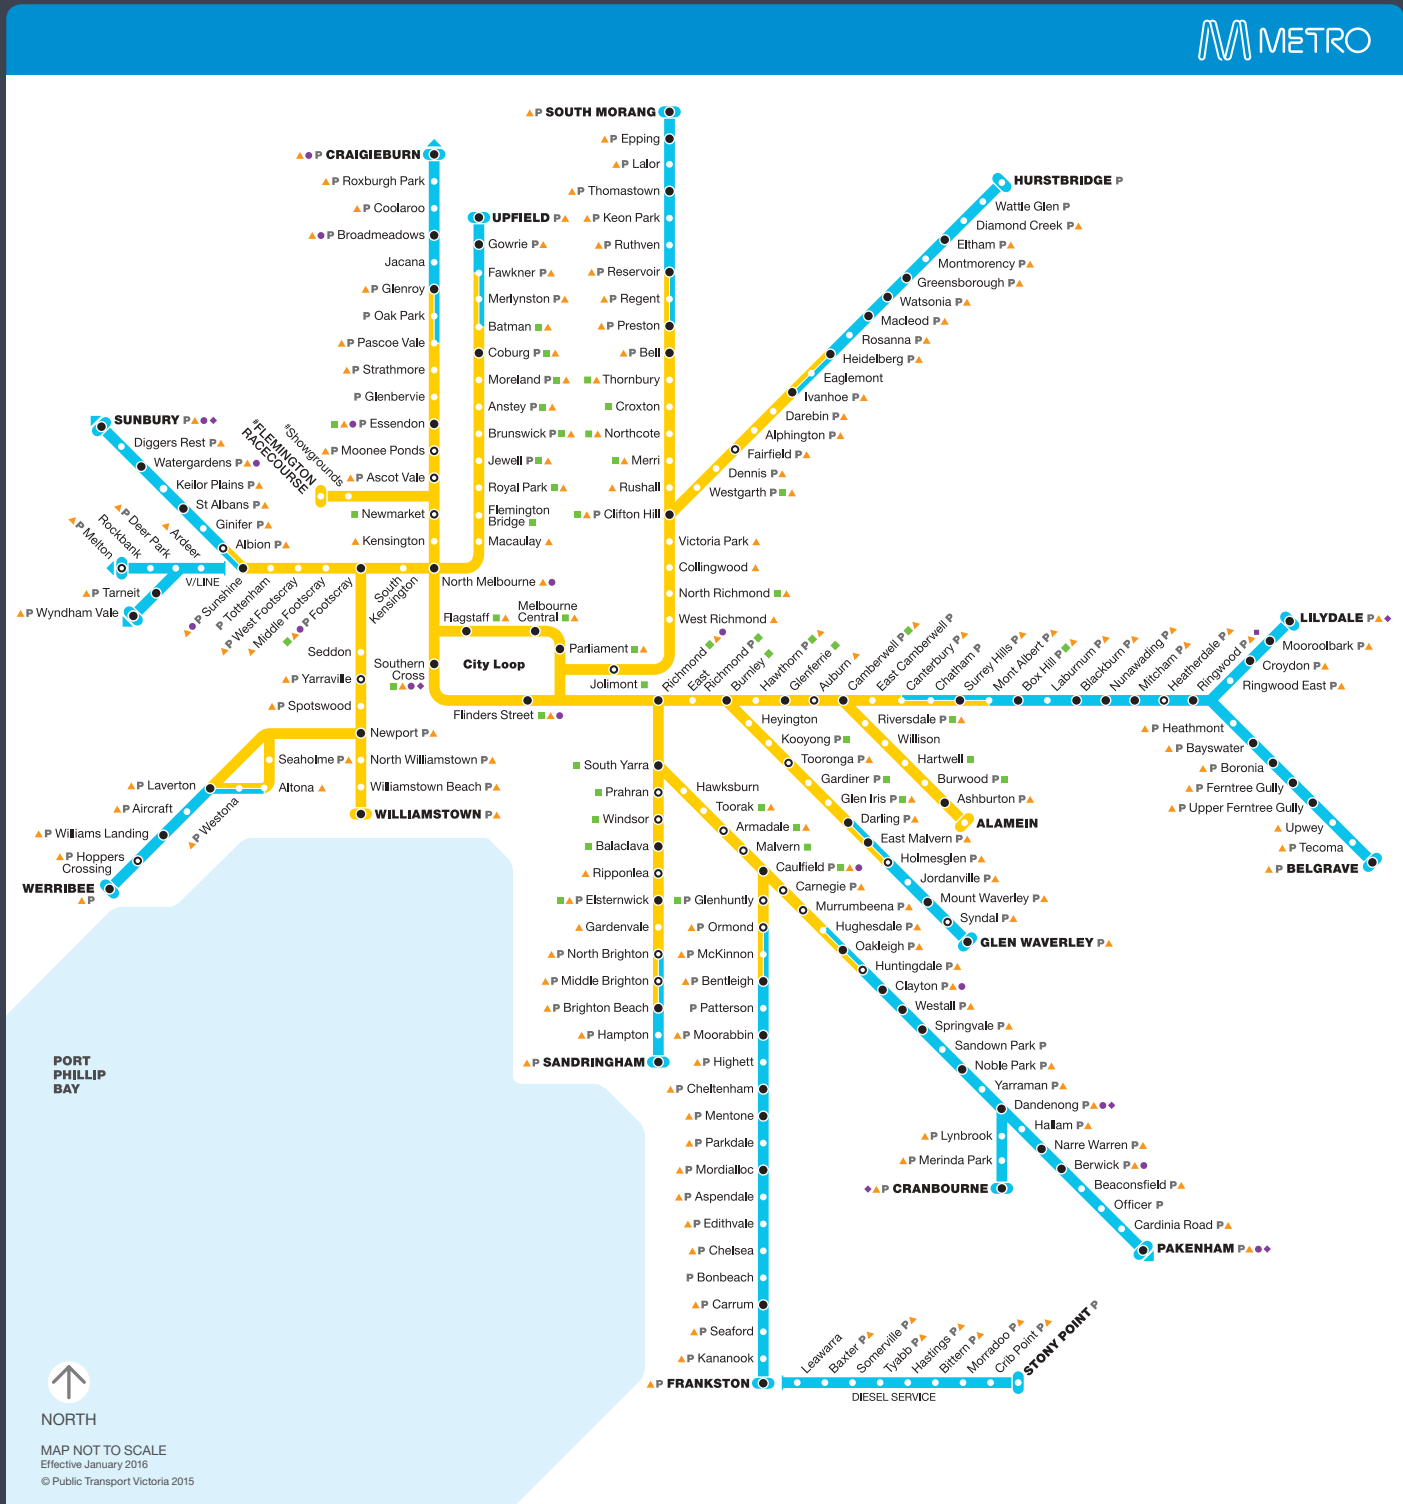 METRO
SOUTH MORANG
P Epping
P Lalor
P Thomastown
P Keon Park
P Ruthven
P Reservoir
P Regent
P Preston
P Bell
Thornbury
Croxton
Northcote
Merri
Rushall
P Clifton Hill
Victoria Park
Collingwood
North Richmond
West Richmond
Jolimont
P CRAIGIEBURN
P Roxburgh Park
P Coolaroo
P Broadmeadows
Jacana
P Glenroy
P Oak Park
P Pascoe Vale
P Strathmore
P Glenbervie
P Essendon
P Moonee Ponds
P Ascot Vale
Newmarket
Kensington
#Showgrounds
#FLEMINGTON
RACECOURSE
UPFIELD P
Gowrie P
Fawkner P
Merlynston P
Batman
Coburg P
Moreland P
Anstey P
Brunswick P
Jewell P
Royal Park
Flemington
Bridge
Macaulay
HURSTBRIDGE P
Wattle Glen P
Diamond Creek P
Eltham P
Montmorency P
Greensborough P
Watsonia P
Macleod P
Rosanna P
Heidelberg P
Eaglemont
Ivanhoe P
Darebin P
Alphington P
Fairfield P
Dennis P
Westgarth P
SUNBURY P
Diggers Rest P
Watergardens P
Keilor Plains P
St Albans P
Ginifer P
Albion P
P Melton
Rockbank
P Deer Park
Ardeer
V/LINE
P Tarneit
P Wyndham Vale
P Sunshine
P Tottenham
P West Footscray
Middle Footscray
P Footscray
South
Kensington
North Melbourne
Flagstaff
Melbourne
Central
Parliament
City Loop
Southern
Cross
Flinders Street
Seddon
P Yarraville
P Spotswood
Newport P
Seaholme P
North Williamstown P
Altona
Williamstown Beach P
WILLIAMSTOWN P
P Westona
P Laverton
P Aircraft
P Williams Landing
P Hoppers
Crossing
WERRIBEE
P
Richmond
East
Richmond P
Burnley
Hawthorn P
Glenferrie
Auburn
Camberwell P
East Camberwell P
Canterbury P
Chatham P
Surrey Hills P
Mont Albert P
Box Hill P
Laburnum P
Blackburn P
Nunawading P
Mitcham P
Heatherdale P
Ringwood P
LILYDALE P
Mooroolbark P
Croydon P
Ringwood East P
P Heathmont
P Bayswater
P Boronia
P Ferntree Gully
P Upper Ferntree Gully
Upwey
P Tecoma
P BELGRAVE
Riversdale P
Willison
Hartwell
Burwood P
Ashburton P
ALAMEIN
Heyington
Kooyong P
Tooronga P
Gardiner P
Glen Iris P
Darling P
East Malvern P
Holmesglen P
Jordanville P
Mount Waverley P
Syndal P
GLEN WAVERLEY P
South Yarra
Prahran
Windsor
Balaclava
Ripponlea
P Elsternwick
Gardenvale
P North Brighton
P Middle Brighton
P Brighton Beach
P Hampton
P SANDRINGHAM
Hawksburn
Toorak
Armadale
Malvern
Caulfield P
Carnegie P
Murrumbeena P
Hughesdale P
Oakleigh P
Huntingdale P
Clayton P
Westall P
Springvale P
Sandown Park P
Noble Park P
Yarraman P
Dandenong P
Hallam P
Narre Warren P
Berwick P
Beaconsfield P
Officer P
Cardinia Road P
PAKENHAM P
P Lynbrook
P Merinda Park
P CRANBOURNE
P Glenhuntly
P Ormond
P McKinnon
P Bentleigh
P Patterson
P Moorabbin
P Highett
P Cheltenham
P Mentone
P Parkdale
P Mordialloc
P Aspendale
P Edithvale
P Chelsea
P Bonbeach
P Carrum
P Seaford
P Kananook
P FRANKSTON
Leawarra
Baxter P
Somerville P
Tyabb P
Hastings P
Bittern P
Morradoo P
Crib Point P
STONY POINT P
DIESEL SERVICE
PORT
PHILLIP
BAY
NORTH
MAP NOT TO SCALE
Effective January 2016
© Public Transport Victoria 2015